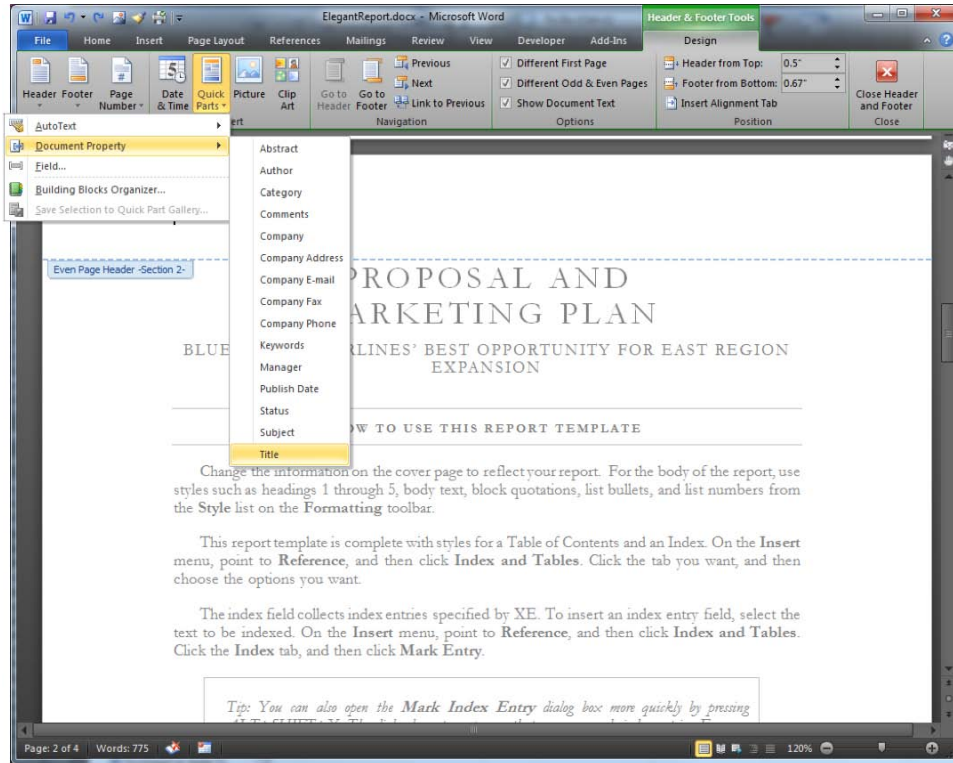 ElegantReport.docx - Microsoft Word
Header & Footer Tools
File Home Insert Page Layout References Mailings Review View Developer Add-Ins Design
Header Footer Page Number Date & Time Quick Parts Picture Clip Art Go to Header Go to Footer
Previous
Next
Link to Previous
Different First Page
Different Odd & Even Pages
Show Document Text
Header from Top: 0.5"
Footer from Bottom: 0.67"
Insert Alignment Tab
Close Header and Footer
ert Navigation Options Position Close
AutoText
Document Property
Field...
Building Blocks Organizer...
Save Selection to Quick Part Gallery...
Abstract
Author
Category
Comments
Company
Company Address
Company E-mail
Company Fax
Company Phone
Keywords
Manager
Publish Date
Status
Subject
Title
Even Page Header -Section 2-
PROPOSAL AND
ARKETING PLAN
BLUE RLINES' BEST OPPORTUNITY FOR EAST REGION
EXPANSION
OW TO USE THIS REPORT TEMPLATE
Change the information on the cover page to reflect your report. For the body of the report, use
styles such as headings 1 through 5, body text, block quotations, list bullets, and list numbers from
the Style list on the Formatting toolbar.
This report template is complete with styles for a Table of Contents and an Index. On the Insert
menu, point to Reference, and then click Index and Tables. Click the tab you want, and then
choose the options you want.
The index field collects index entries specified by XE. To insert an index entry field, select the
text to be indexed. On the Insert menu, point to Reference, and then click Index and Tables.
Click the Index tab, and then click Mark Entry.
Tip: You can also open the Mark Index Entry dialog box more quickly by pressing
Page: 2 of 4 Words: 775 120%